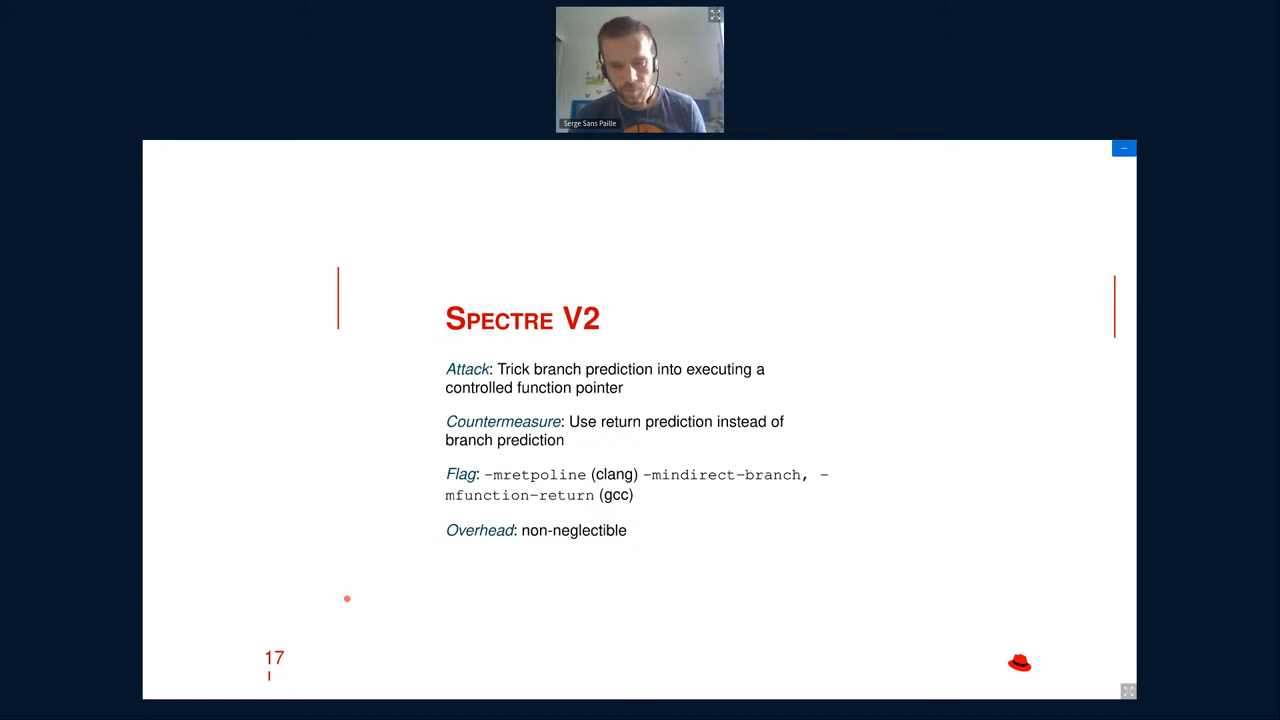 Serge Sans Paille
SPECTRE V2
Attack: Trick branch prediction into executing a
controlled function pointer
Countermeasure: Use return prediction instead of
branch prediction
Flag: -mretpoline (clang) -mindirect-branch, -
mfunction-return (gcc)
Overhead: non-neglectible
17